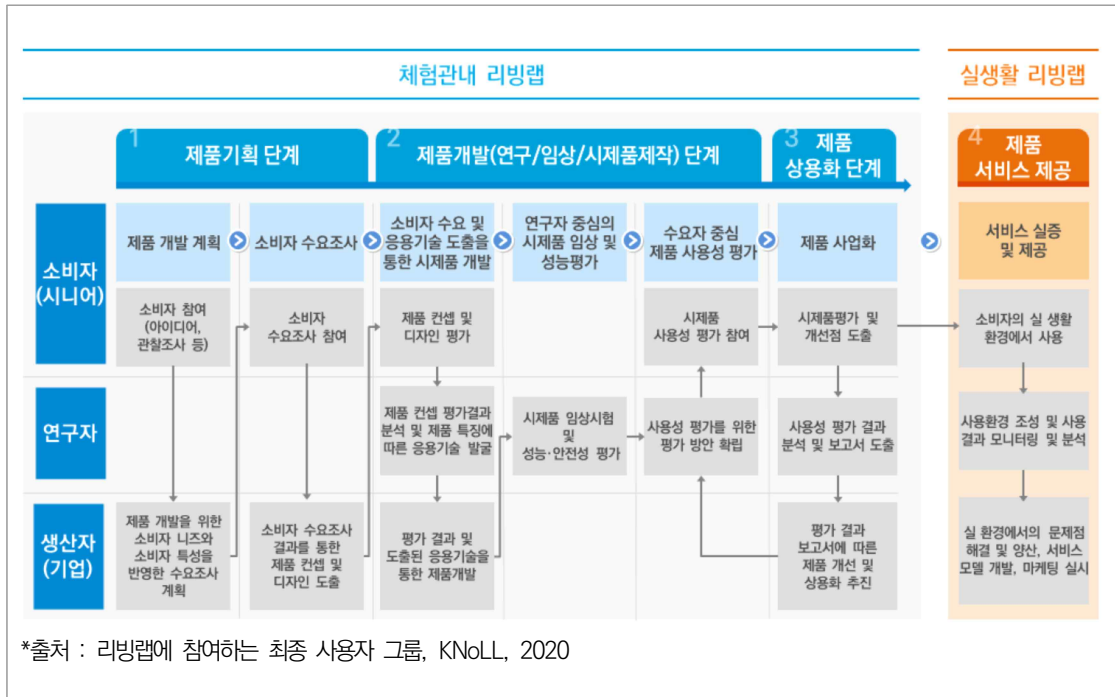 체험관내 리빙랩
실생활 리빙랩
1
제품기획 단계
2
제품개발(연구/임상/시제품제작) 단계
3 제품
상용화 단계
4 제품
서비스 제공
소비자
(시니어)
제품 개발 계획
소비자 수요조사
소비자 수요 및
응용기술 도출을
통한 시제품 개발
연구자 중심의
시제품 임상 및
성능평가
수요자 중심
제품 사용성 평가
제품 사업화
서비스 실증
및 제공
소비자 참여
(아이디어,
관찰조사 등)
소비자
수요조사 참여
제품 컨셉 및
디자인 평가
시제품
사용성 평가 참여
시제품평가 및
개선점 도출
소비자의 실 생활
환경에서 사용
연구자
제품 컨셉 평가결과
분석 및 제품 특징에
따른 응용기술 발굴
시제품 임상시험
및
성능·안전성 평가
사용성 평가를 위한
평가 방안 확립
사용성 평가 결과
분석 및 보고서 도출
사용환경 조성 및 사용
결과 모니터링 및 분석
생산자
(기업)
제품 개발을 위한
소비자 니즈와
소비자 특성을
반영한 수요조사
계획
소비자 수요조사
결과를 통한
제품 컨셉 및
디자인 도출
평가 결과 및
도출된 응용기술을
통한 제품개발
평가 결과
보고서에 따른
제품 개선 및
상용화 추진
실 환경에서의 문제점
해결 및 양산, 서비스
모델 개발, 마케팅 실시
*출처 : 리빙랩에 참여하는 최종 사용자 그룹, KNoLL, 2020